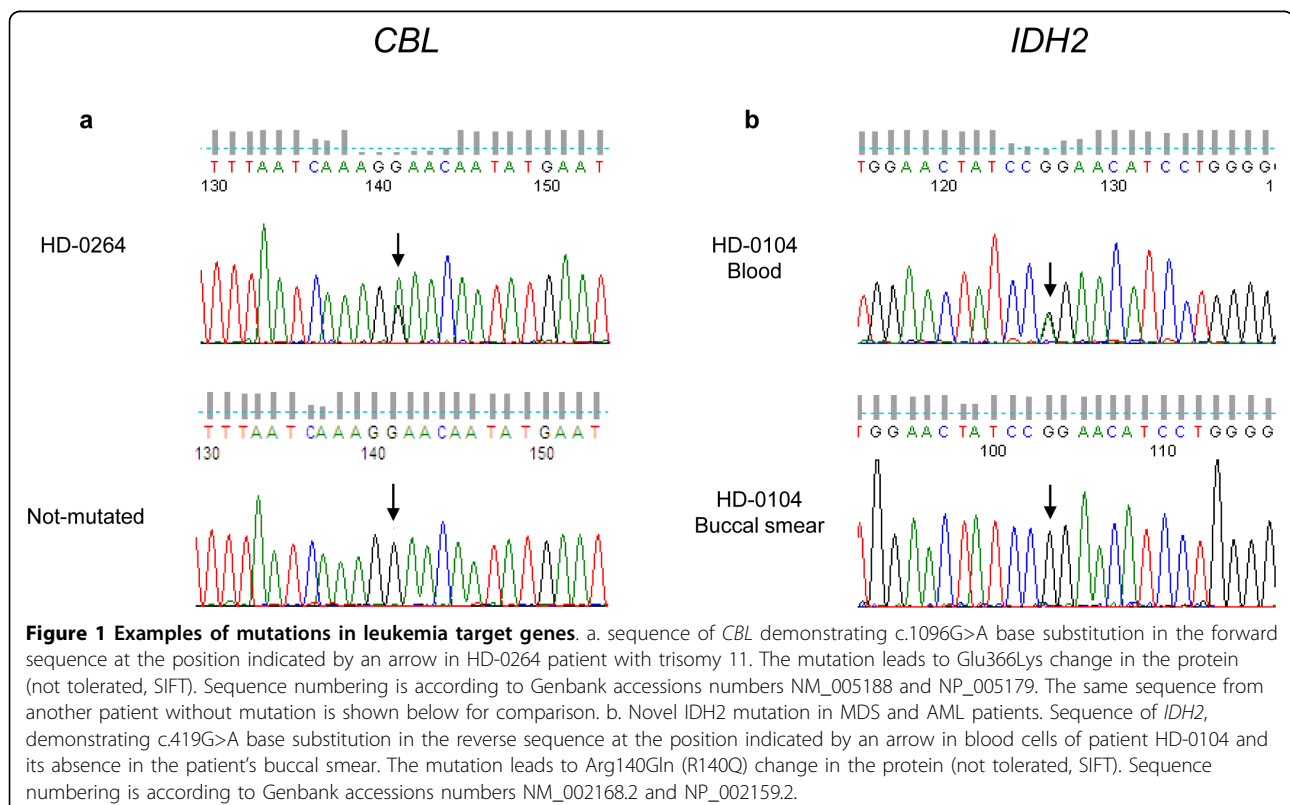 CBL
IDH2
a
b
TTTAATCAAAGGAACAATATGAAT
130 140 150
HD-0264
TGGAACTATCCGGAACATCCTGGGG
120 130 1
HD-0104
Blood
TTTAATCAAAGGAACAATATGAAT
130 140 150
Not-mutated
TGGAACTATCCGGAACATCCTGGGG
100 110
HD-0104
Buccal smear
Figure 1 Examples of mutations in leukemia target genes. a. sequence of CBL demonstrating c.1096G>A base substitution in the forward
sequence at the position indicated by an arrow in HD-0264 patient with trisomy 11. The mutation leads to Glu366Lys change in the protein
(not tolerated, SIFT). Sequence numbering is according to Genbank accessions numbers NM_005188 and NP_005179. The same sequence from
another patient without mutation is shown below for comparison. b. Novel IDH2 mutation in MDS and AML patients. Sequence of IDH2,
demonstrating c.419G>A base substitution in the reverse sequence at the position indicated by an arrow in blood cells of patient HD-0104 and
its absence in the patient's buccal smear. The mutation leads to Arg140Gln (R140Q) change in the protein (not tolerated, SIFT). Sequence
numbering is according to Genbank accessions numbers NM_002168.2 and NP_002159.2.